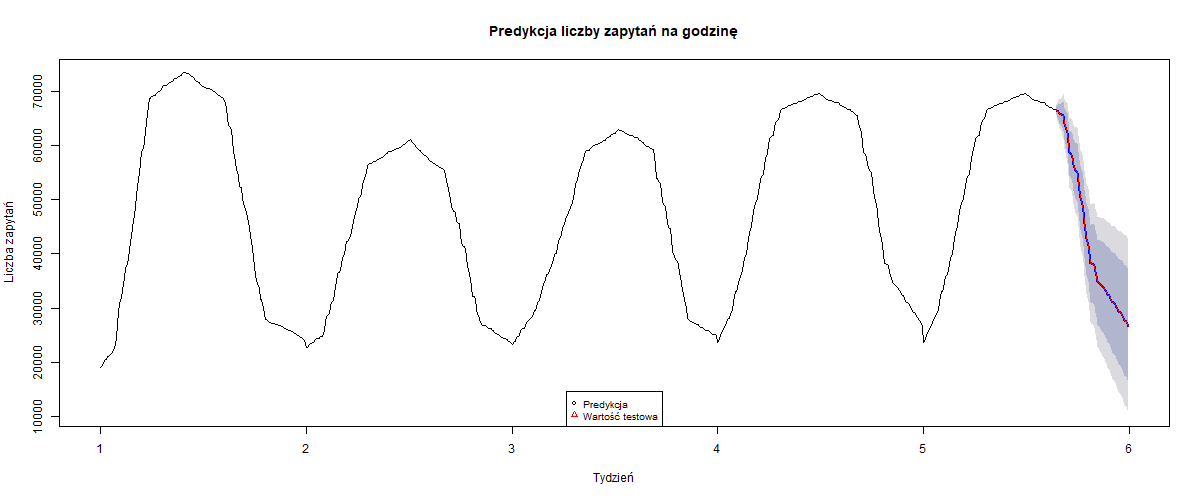 Predykcja liczby zapytań na godzinę
Liczba zapytań
70000
60000
50000
40000
30000
20000
10000
Predykcja
Wartość testowa
1 2 3 4 5 6
Tydzień